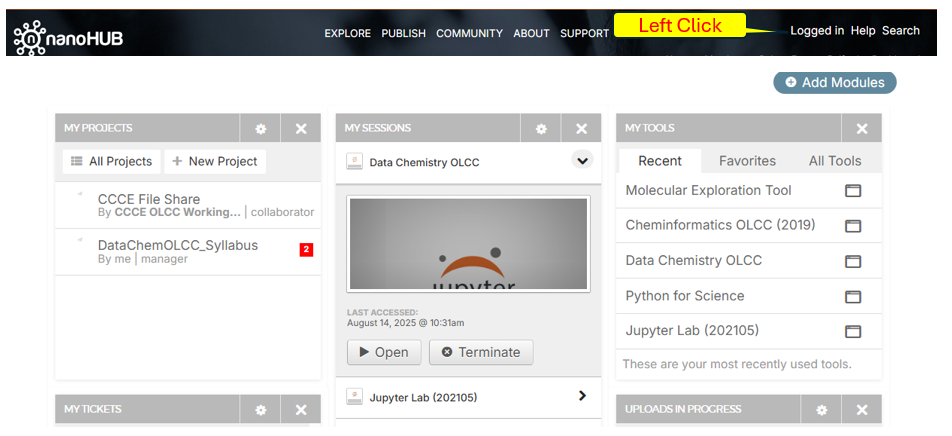 nanoHUB
EXPLORE PUBLISH COMMUNITY ABOUT SUPPORT
Left Click
Logged in Help Search
Add Modules
MY PROJECTS
All Projects
New Project
CCCE File Share
By CCCE OLCC Working... | collaborator
DataChemOLCC_Syllabus
By me | manager
2
MY TICKETS
MY SESSIONS
Data Chemistry OLCC
jupyter
LAST ACCESSED:
August 14, 2025 @ 10:31am
Open
Terminate
Jupyter Lab (202105)
MY TOOLS
Recent Favorites All Tools
Molecular Exploration Tool
Cheminformatics OLCC (2019)
Data Chemistry OLCC
Python for Science
Jupyter Lab (202105)
These are your most recently used tools.
UPLOADS IN PROGRESS